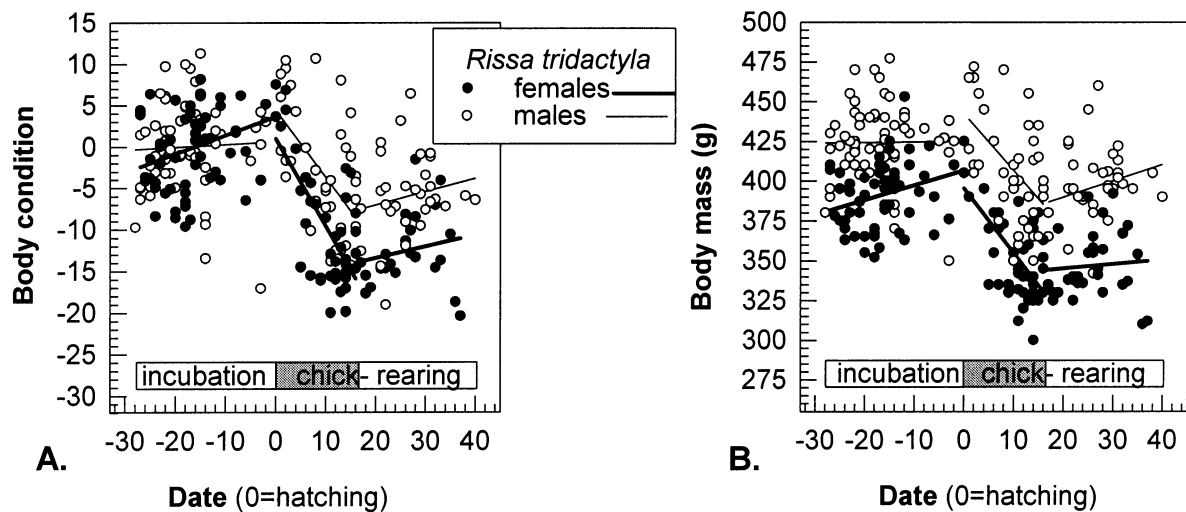 15
10
5
0
-5
-10
-15
-20
-25
-30
Body condition
incubation chick- rearing
-30 -20 -10 0 10 20 30 40
A.
Date (0=hatching)
Rissa tridactyla
females
males
500
475
450
425
400
375
350
325
300
275
Body mass (g)
incubation chick- rearing
-30 -20 -10 0 10 20 30 40
B.
Date (0=hatching)